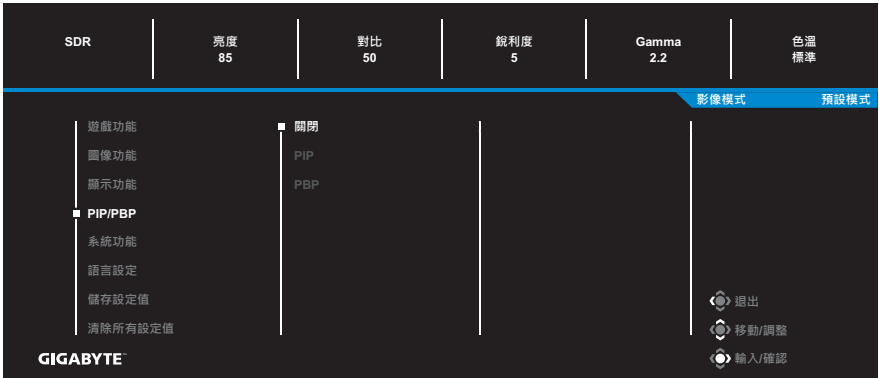 SDR 亮度 對比 銳利度 Gamma 色溫
85 50 5 2.2 標準
影像模式 預設模式
遊戲功能 關閉
圖像功能 PIP
顯示功能 PBP
PIP/PBP
系統功能
語言設定
儲存設定值 退出
清除所有設定值 移動/調整
GIGABYTE™ 輸入/確認